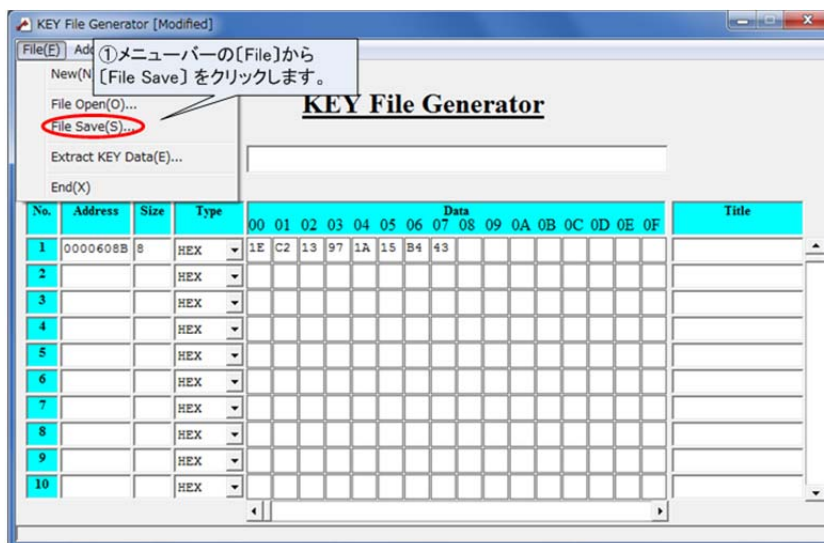 KEY File Generator [Modified]
File(F)
①メニューバーの〔File〕から
〔File Save〕をクリックします。
File Open(O)...
File Save(S)...
Extract KEY Data(E)...
End(X)
KEY File Generator
No. Address Size Type Data Title
00 01 02 03 04 05 06 07 08 09 0A 0B 0C 0D 0E 0F
1 0000608B 8 HEX 1E C2 13 97 1A 15 B4 43
2 HEX
3 HEX
4 HEX
5 HEX
6 HEX
7 HEX
8 HEX
9 HEX
10 HEX